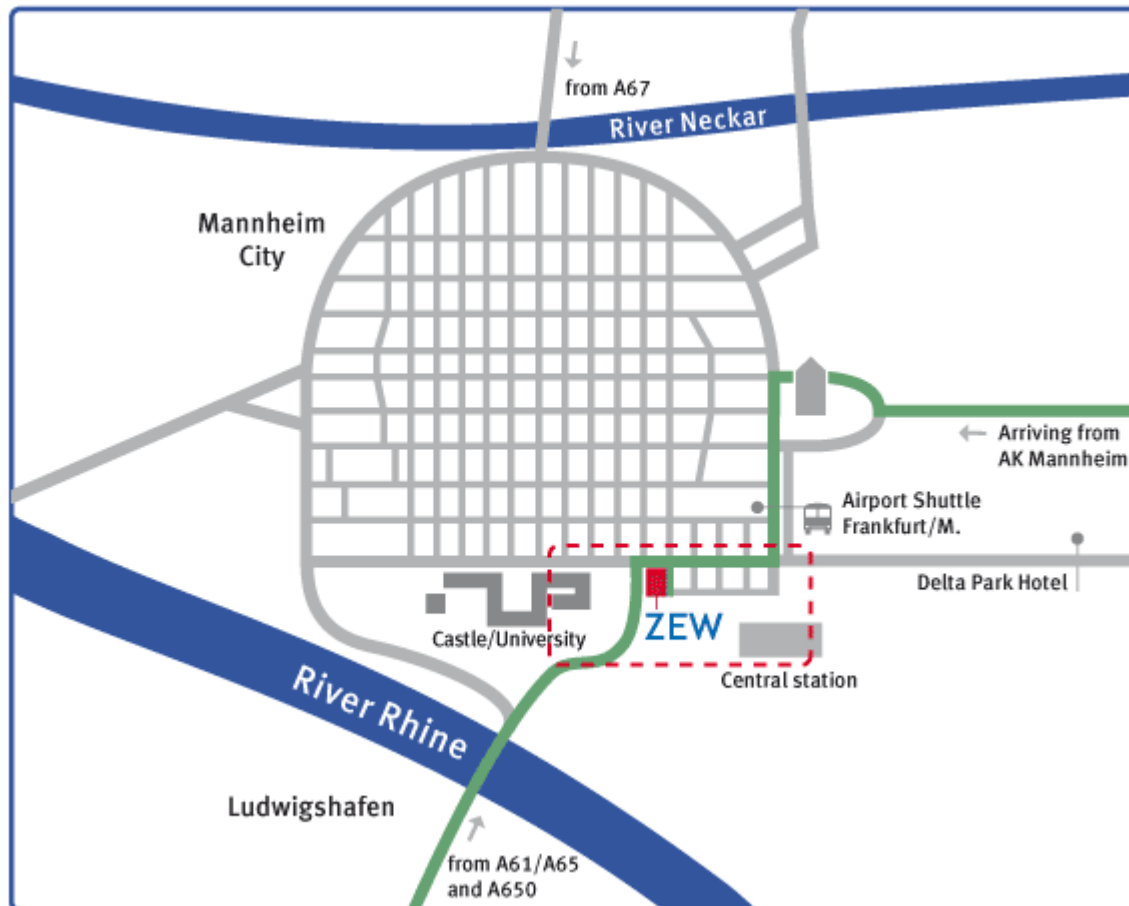 from A67
River Neckar
Mannheim
City
Arriving from
AK Mannheim
Airport Shuttle
Frankfurt/M.
Delta Park Hotel
Castle/University
ZEW
Central station
River Rhine
Ludwigshafen
from A61/A65
and A650